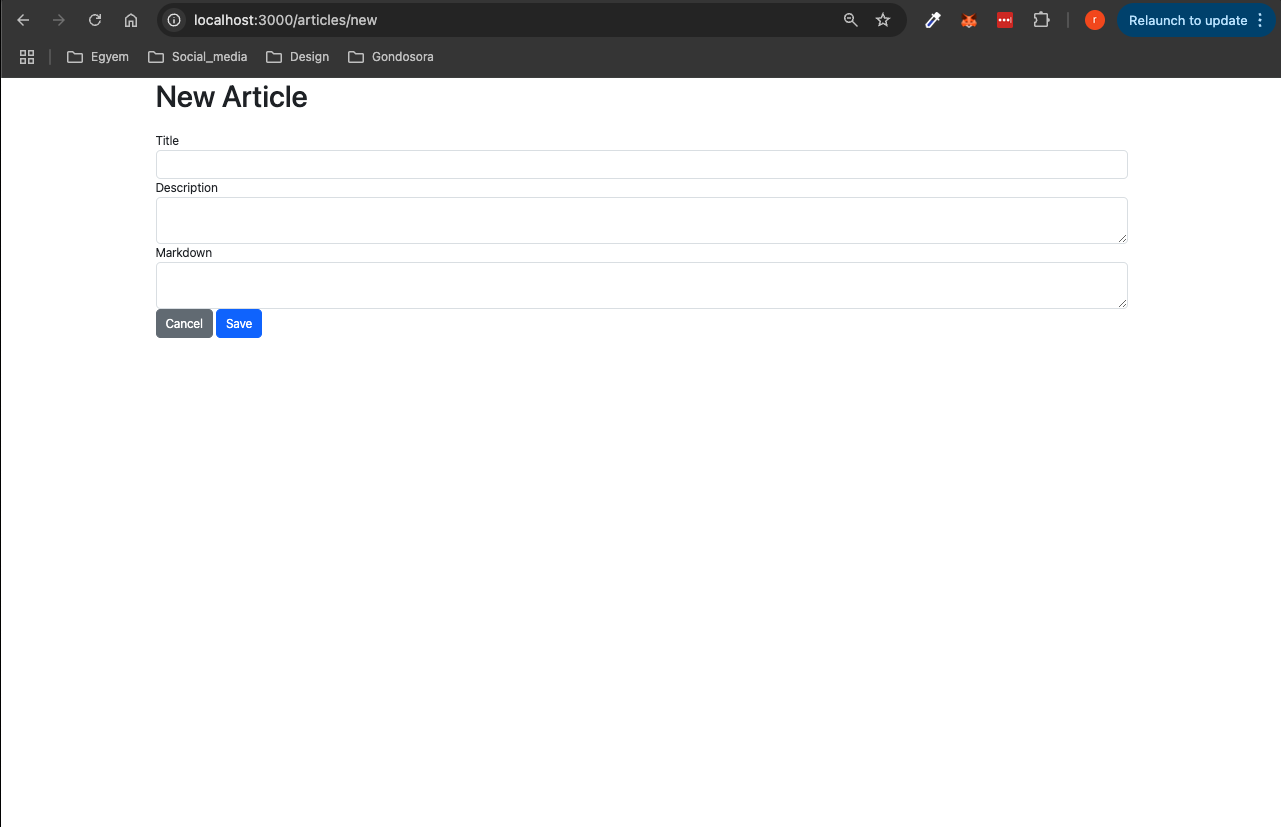 localhost:3000/articles/new
r
Relaunch to update
Egyem
Social_media
Design
Gondosora
New Article
Title
Description
Markdown
Cancel Save